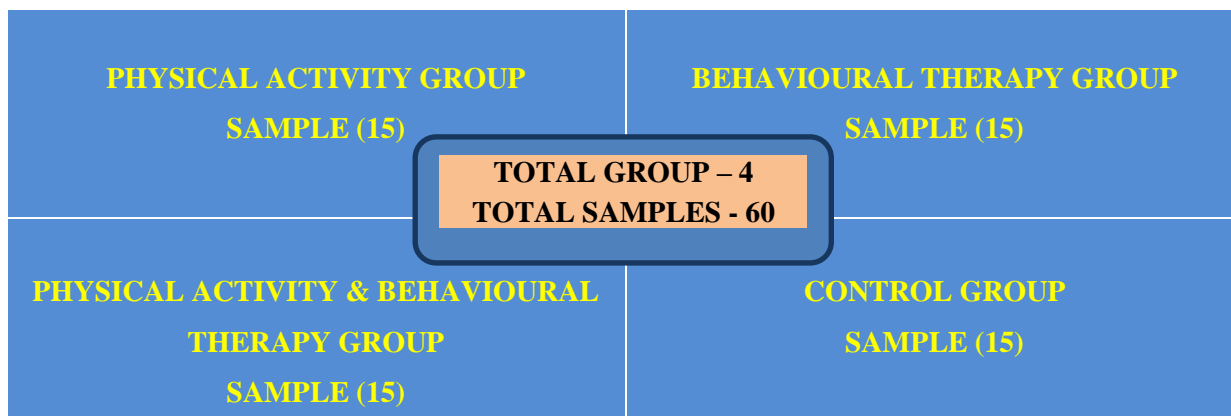 PHYSICAL ACTIVITY GROUP
SAMPLE (15)
BEHAVIOURAL THERAPY GROUP
SAMPLE (15)
TOTAL GROUP – 4
TOTAL SAMPLES - 60
PHYSICAL ACTIVITY & BEHAVIOURAL
THERAPY GROUP
SAMPLE (15)
CONTROL GROUP
SAMPLE (15)